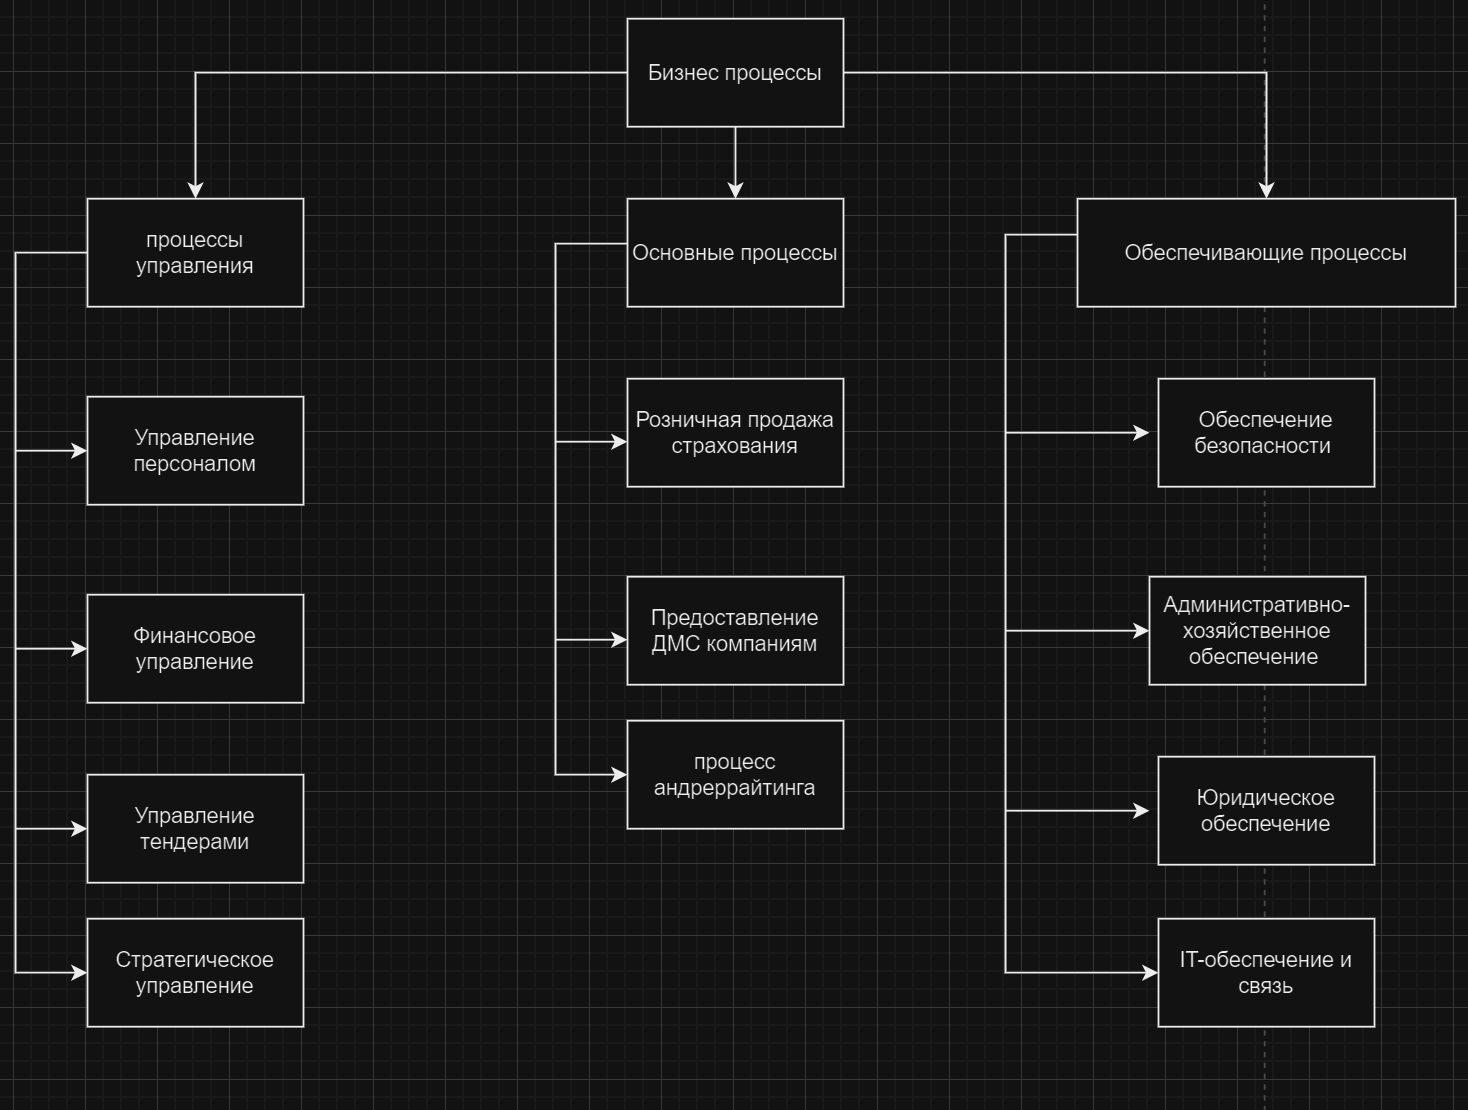 Бизнес процессы
процессы
управления
Основные процессы
Обеспечивающие процессы
Управление
персоналом
Финансовое
управление
Управление
тендерами
Стратегическое
управление
Розничная продажа
страхования
Предоставление
ДМС компаниям
процесс
андреррайтинга
Обеспечение
безопасности
Административно-
хозяйственное
обеспечение
Юридическое
обеспечение
IT-обеспечение и
связь